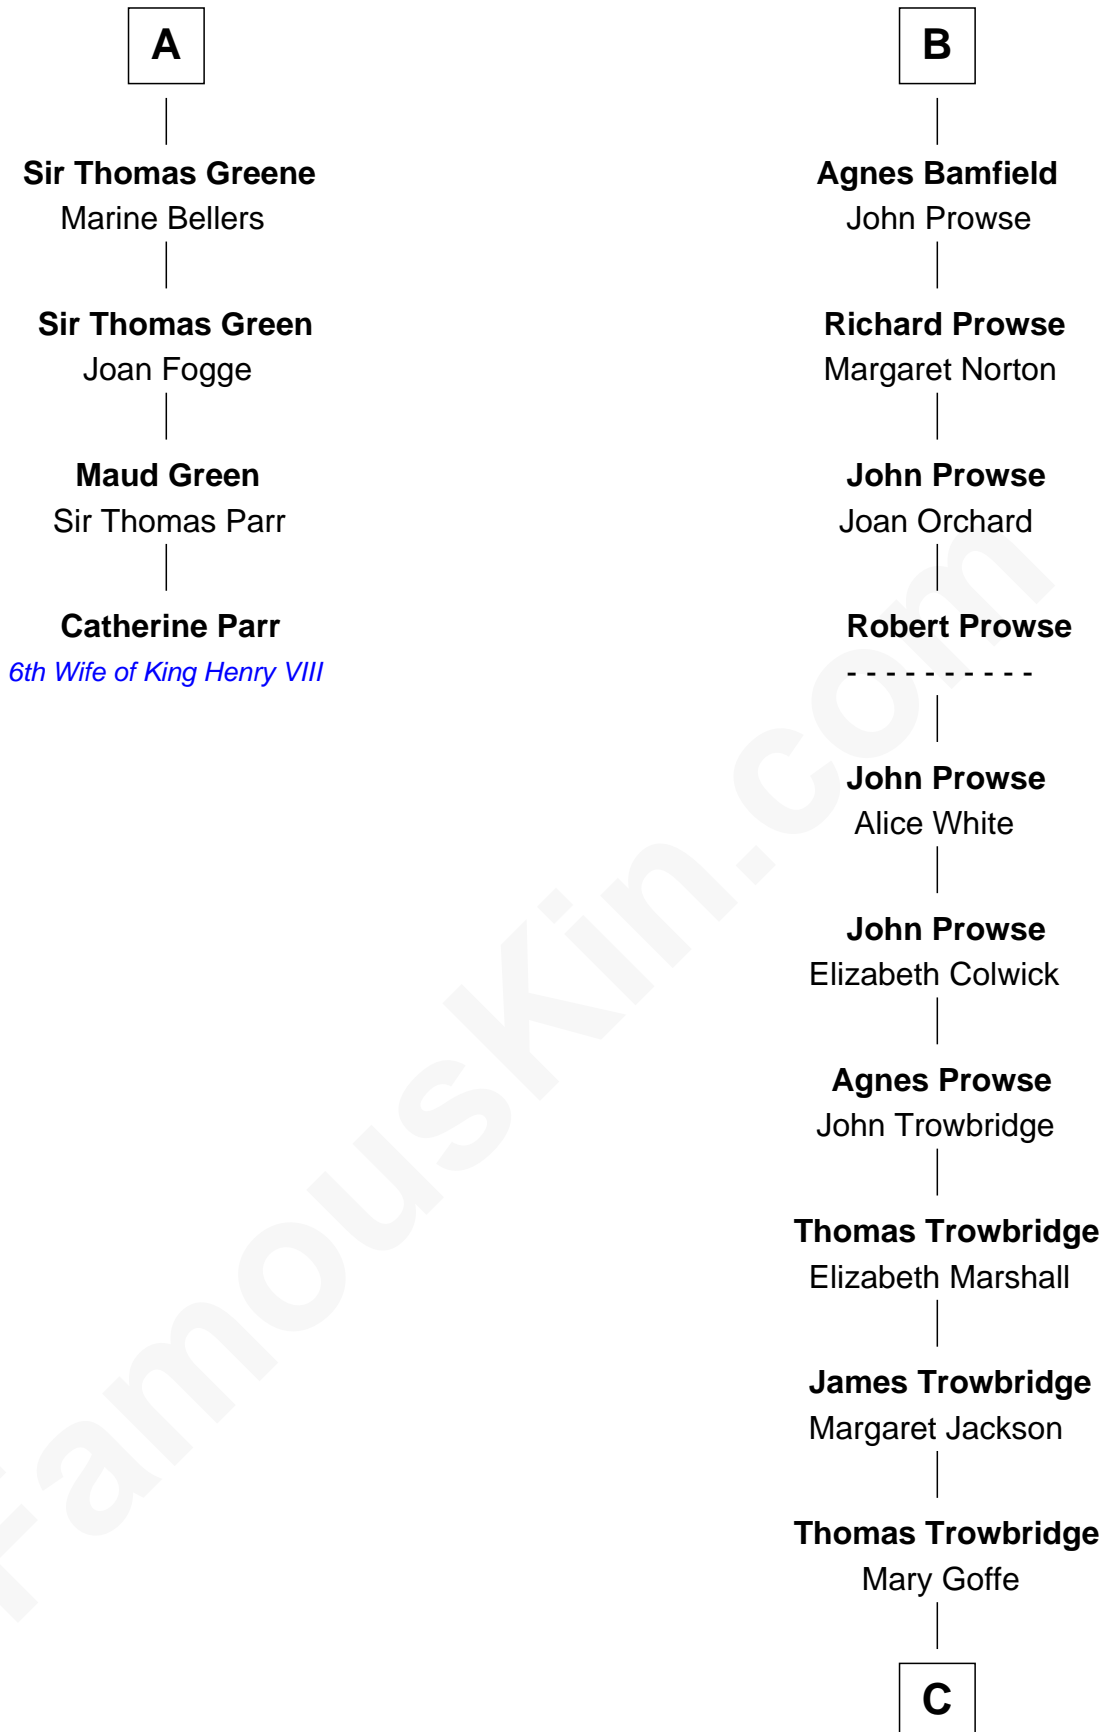 A
Sir Thomas Greene
Marine Bellers
Sir Thomas Green
Joan Fogge
Maud Green
Sir Thomas Parr
Catherine Parr
6th Wife of King Henry VIII
B
Agnes Bamfield
John Prowse
Richard Prowse
Margaret Norton
John Prowse
Joan Orchard
Robert Prowse
- - - - - - - - - -
John Prowse
Alice White
John Prowse
Elizabeth Colwick
Agnes Prowse
John Trowbridge
Thomas Trowbridge
Elizabeth Marshall
James Trowbridge
Margaret Jackson
Thomas Trowbridge
Mary Goffe
C
FamousKin.com